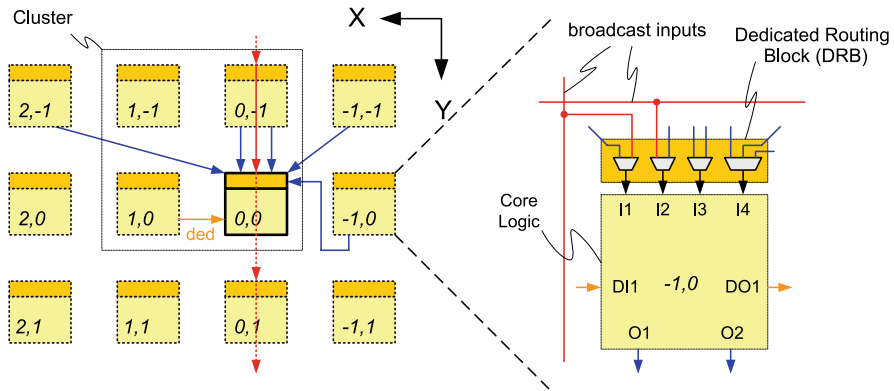 Cluster
X
Y
broadcast inputs
Dedicated Routing
Block (DRB)
2,-1
1,-1
0,-1
-1,-1
2,0
1,0
ded
0,0
-1,0
2,1
1,1
0,1
-1,1
Core
Logic
I1
I2
I3
I4
DI1
-1,0
DO1
O1
O2